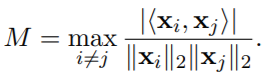 M = max_{i≠j} |⟨x_i, x_j⟩| / ‖x_i‖_2‖x_j‖_2 .